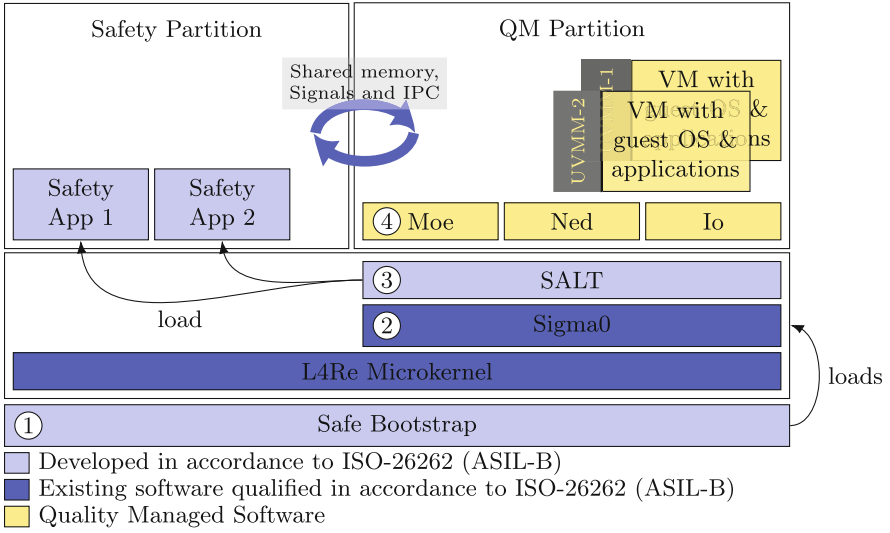 Safety Partition
QM Partition
Shared memory,
Signals and IPC
VM with
VM with
guest OS &
applications
UVMM-2
Safety
App 1
Safety
App 2
4 Moe
Ned
Io
3 SALT
load
2 Sigma0
L4Re Microkernel
loads
1 Safe Bootstrap
Developed in accordance to ISO-26262 (ASIL-B)
Existing software qualified in accordance to ISO-26262 (ASIL-B)
Quality Managed Software